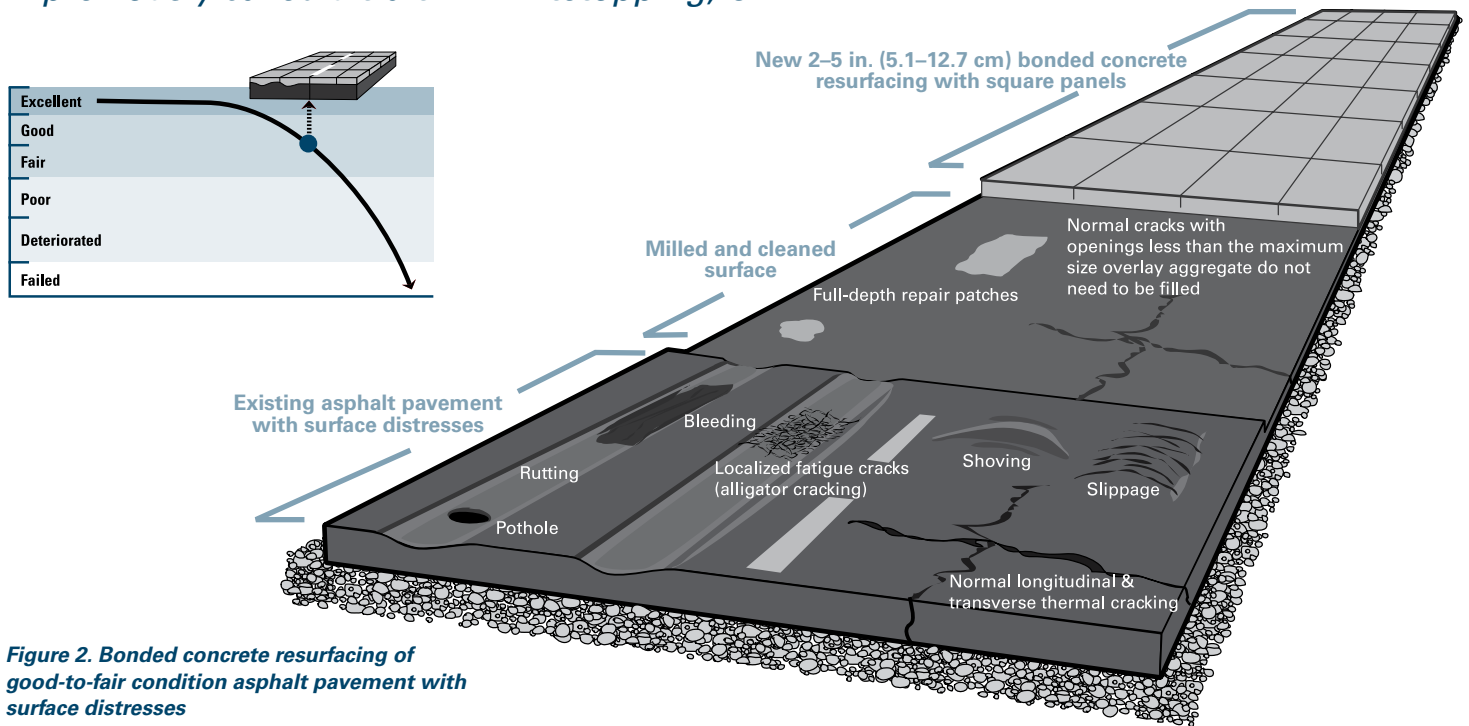 New 2–5 in. (5.1–12.7 cm) bonded concrete
resurfacing with square panels
Excellent
Good
Fair
Poor
Deteriorated
Failed
Normal cracks with
openings less than the maximum
size overlay aggregate do not
need to be filled
Milled and cleaned
surface
Full-depth repair patches
Existing asphalt pavement
with surface distresses
Bleeding
Rutting
Localized fatigue cracks
(alligator cracking)
Shoving
Slippage
Pothole
Normal longitudinal &
transverse thermal cracking
Figure 2. Bonded concrete resurfacing of
good-to-fair condition asphalt pavement with
surface distresses